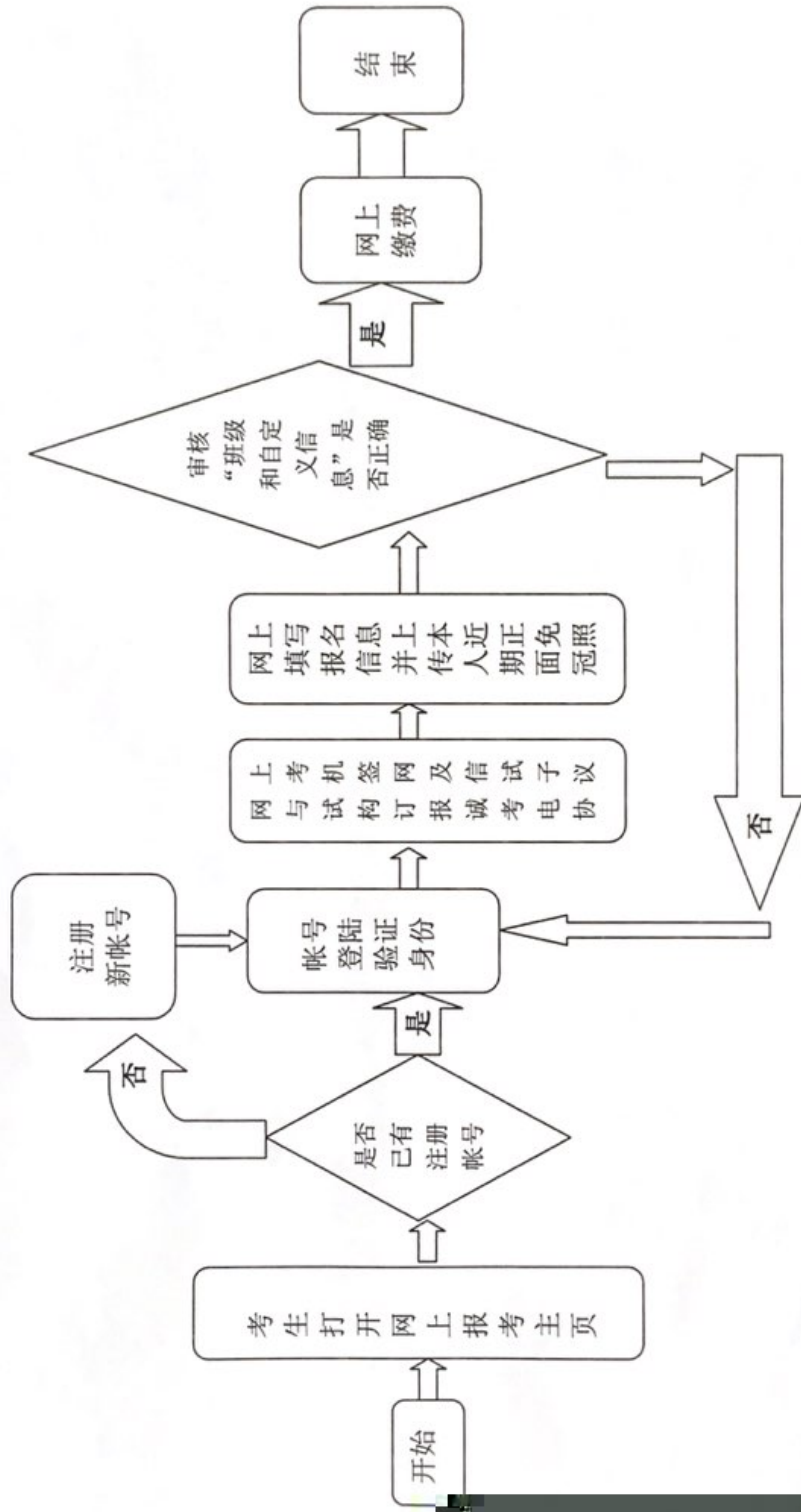 开始
考生打开网上报考主页
是否
已有
注册
帐号
否
注册
新帐号
是
帐号
登陆
验证
身份
网上
与考
试机
构签
订网
报及
诚信
考试
电子
协议
网上
填写
报名
信息
并上
传本
人近
期正
面免
冠照
审核
“班级
和自定
义信
息”是
否正确
否
是
网上
缴费
结
束